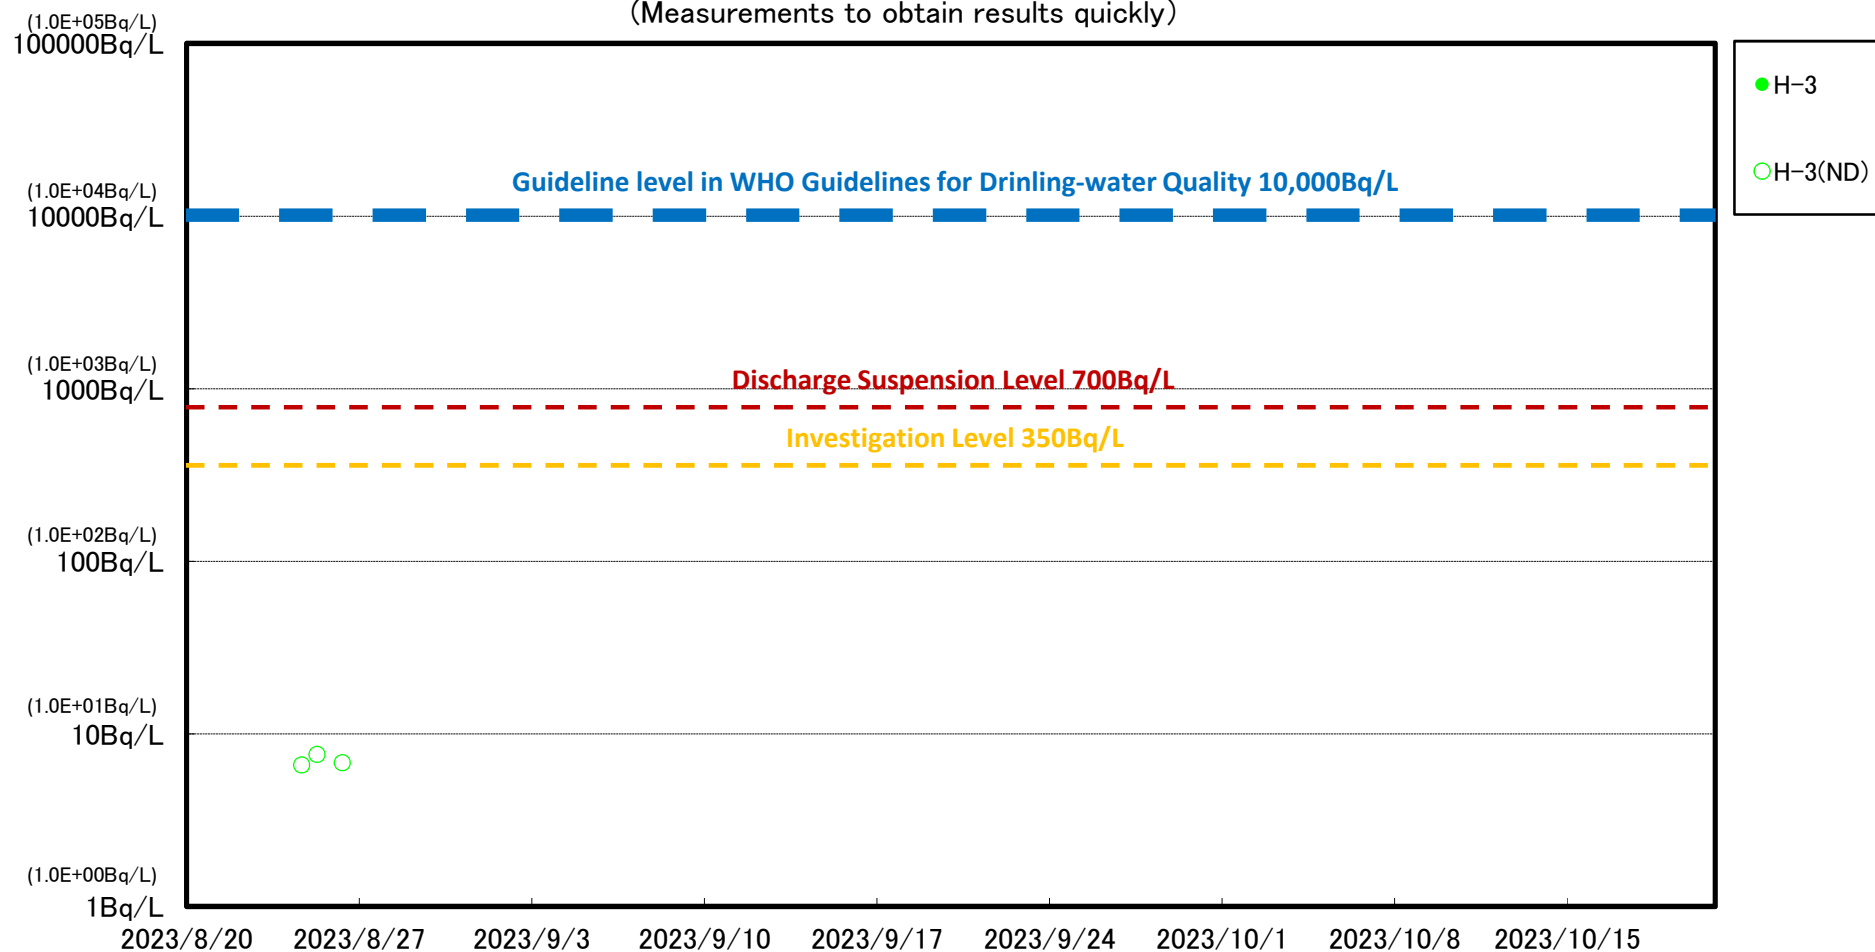 (Measurements to obtain results quickly)
(1.0E+05Bq/L)
100000Bq/L
H-3
H-3(ND)
Guideline level in WHO Guidelines for Drinling-water Quality 10,000Bq/L
(1.0E+04Bq/L)
10000Bq/L
(1.0E+03Bq/L)
1000Bq/L
Discharge Suspension Level 700Bq/L
Investigation Level 350Bq/L
(1.0E+02Bq/L)
100Bq/L
(1.0E+01Bq/L)
10Bq/L
(1.0E+00Bq/L)
1Bq/L
2023/8/20 2023/8/27 2023/9/3 2023/9/10 2023/9/17 2023/9/24 2023/10/1 2023/10/8 2023/10/15